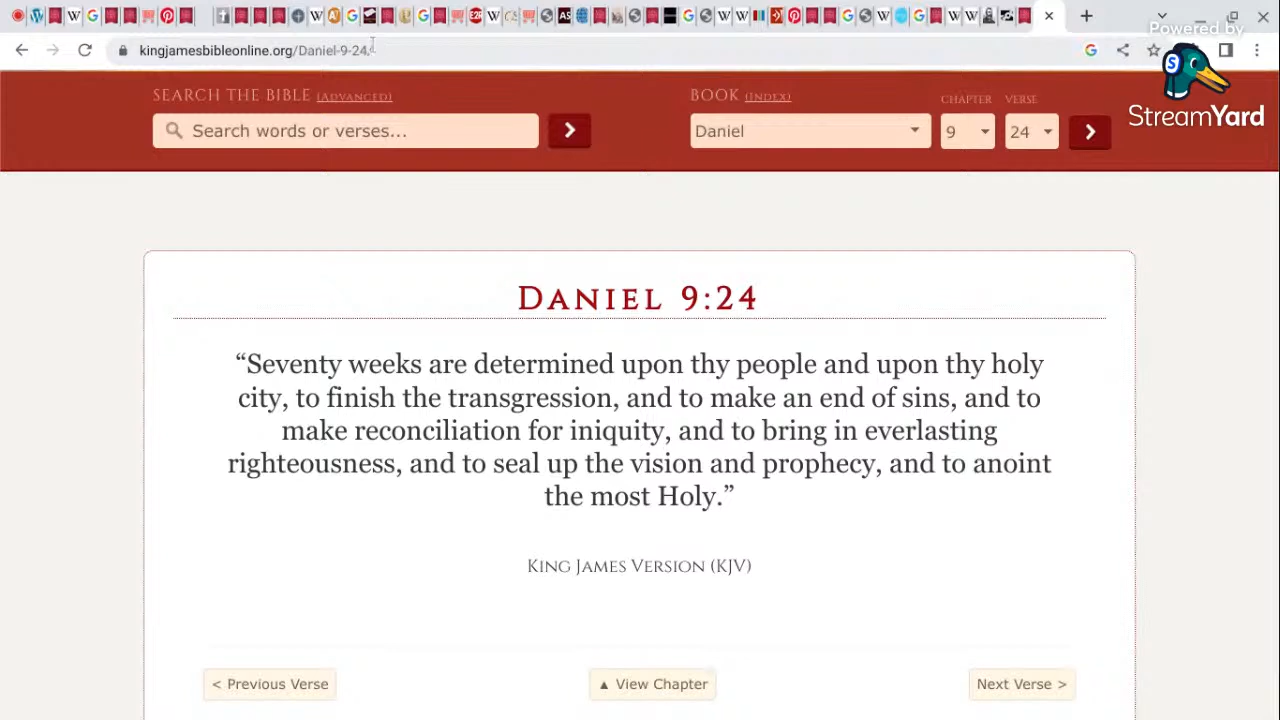 Powered by
StreamYard
kingjamesbibleonline.org/Daniel-9-24/
SEARCH THE BIBLE (ADVANCED)
BOOK (INDEX)
CHAPTER
VERSE
Search words or verses...
Daniel
9
24
DANIEL 9:24
“Seventy weeks are determined upon thy people and upon thy holy
city, to finish the transgression, and to make an end of sins, and to
make reconciliation for iniquity, and to bring in everlasting
righteousness, and to seal up the vision and prophecy, and to anoint
the most Holy.”
KING JAMES VERSION (KJV)
< Previous Verse
▲ View Chapter
Next Verse >